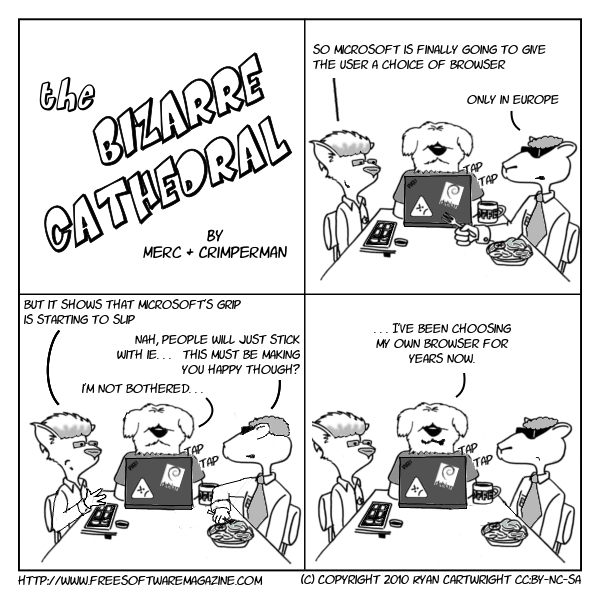 the
BIZARRE
CATHEDRAL
BY
MERC + CRIMPERMAN
SO MICROSOFT IS FINALLY GOING TO GIVE
THE USER A CHOICE OF BROWSER
ONLY IN EUROPE
TAP
TAP
BUT IT SHOWS THAT MICROSOFT'S GRIP
IS STARTING TO SLIP
NAH, PEOPLE WILL JUST STICK
WITH IE. . . THIS MUST BE MAKING
YOU HAPPY THOUGH?
I'M NOT BOTHERED. . .
TAP
TAP
. . . I'VE BEEN CHOOSING
MY OWN BROWSER FOR
YEARS NOW.
TAP
TAP
HTTP://WWW.FREESOFTWAREMAGAZINE.COM
(C) COPYRIGHT 2010 RYAN CARTWRIGHT CC:BY-NC-SA